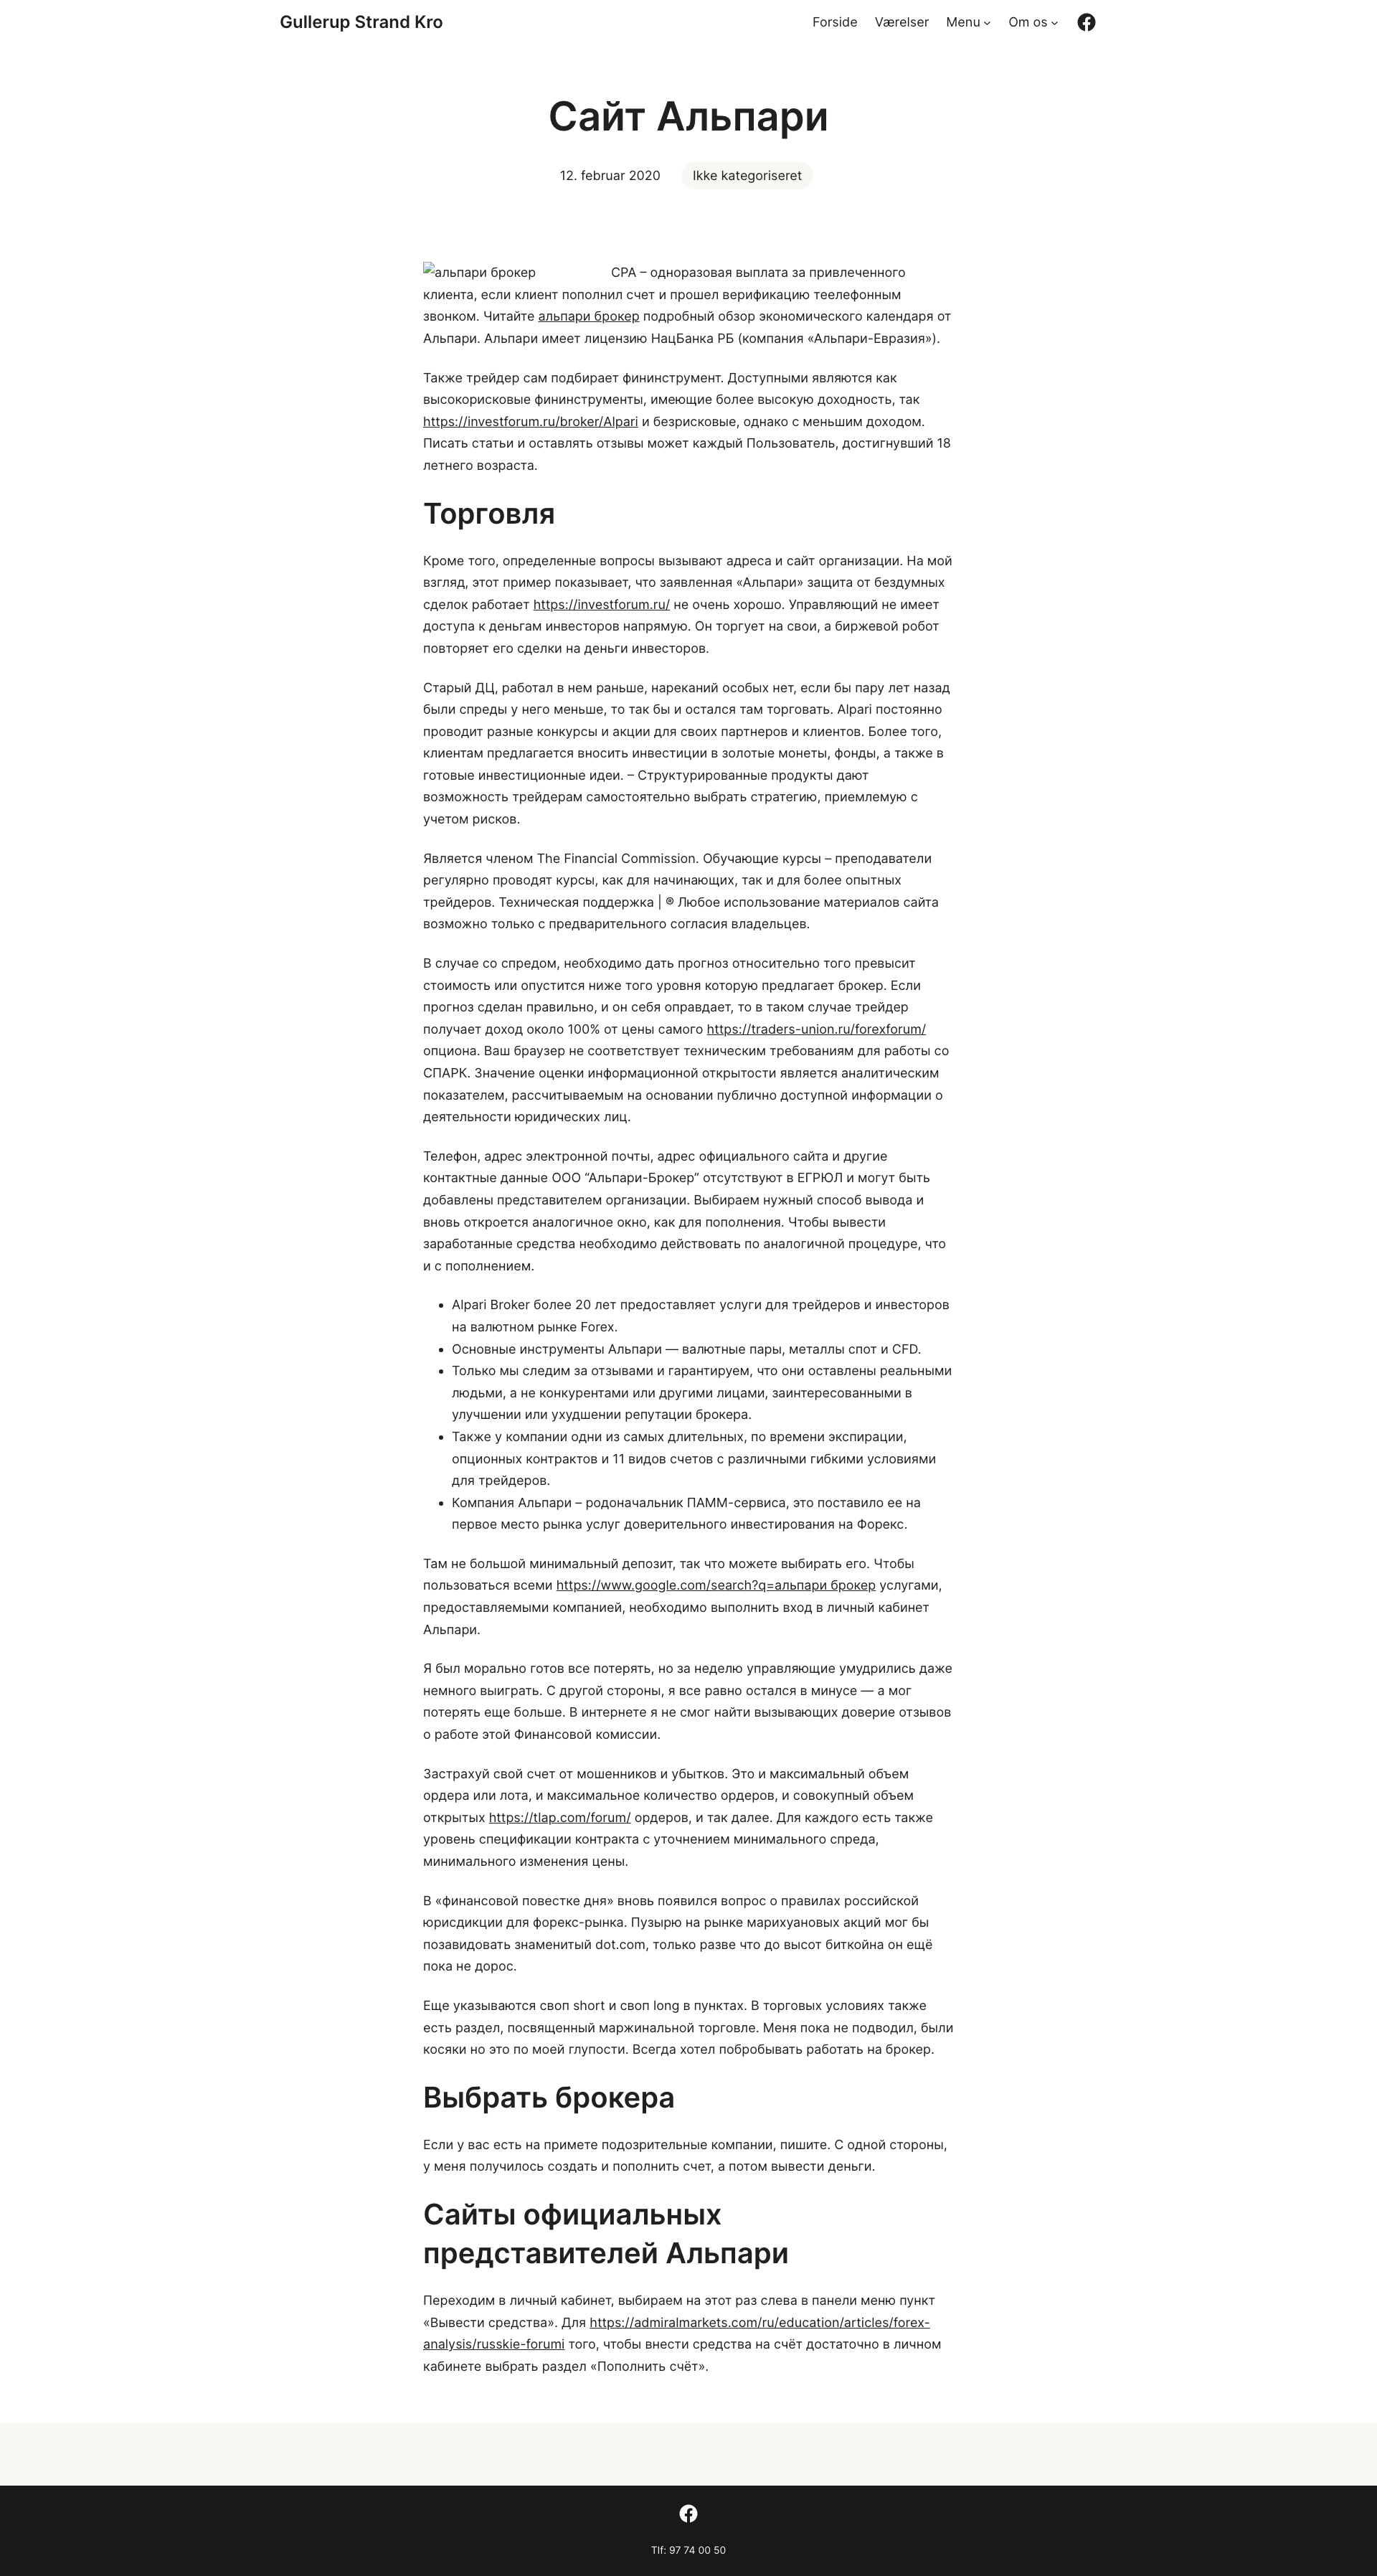 Gullerup Strand Kro
Forside Værelser Menu Om os
Сайт Альпари
12. februar 2020 Ikke kategoriseret
альпари брокер CPA – одноразовая выплата за привлеченного
клиента, если клиент пополнил счет и прошел верификацию теелефонным
звонком. Читайте альпари брокер подробный обзор экономического календаря от
Альпари. Альпари имеет лицензию НацБанка РБ (компания «Альпари-Евразия»).
Также трейдер сам подбирает фининструмент. Доступными являются как
высокорисковые фининструменты, имеющие более высокую доходность, так
https://investforum.ru/broker/Alpari и безрисковые, однако с меньшим доходом.
Писать статьи и оставлять отзывы может каждый Пользователь, достигнувший 18
летнего возраста.
Торговля
Кроме того, определенные вопросы вызывают адреса и сайт организации. На мой
взгляд, этот пример показывает, что заявленная «Альпари» защита от бездумных
сделок работает https://investforum.ru/ не очень хорошо. Управляющий не имеет
доступа к деньгам инвесторов напрямую. Он торгует на свои, а биржевой робот
повторяет его сделки на деньги инвесторов.
Старый ДЦ, работал в нем раньше, нареканий особых нет, если бы пару лет назад
были спреды у него меньше, то так бы и остался там торговать. Alpari постоянно
проводит разные конкурсы и акции для своих партнеров и клиентов. Более того,
клиентам предлагается вносить инвестиции в золотые монеты, фонды, а также в
готовые инвестиционные идеи. – Структурированные продукты дают
возможность трейдерам самостоятельно выбрать стратегию, приемлемую с
учетом рисков.
Является членом The Financial Commission. Обучающие курсы – преподаватели
регулярно проводят курсы, как для начинающих, так и для более опытных
трейдеров. Техническая поддержка | ® Любое использование материалов сайта
возможно только с предварительного согласия владельцев.
В случае со спредом, необходимо дать прогноз относительно того превысит
стоимость или опустится ниже того уровня которую предлагает брокер. Если
прогноз сделан правильно, и он себя оправдает, то в таком случае трейдер
получает доход около 100% от цены самого https://traders-union.ru/forexforum/
опциона. Ваш браузер не соответствует техническим требованиям для работы со
СПАРК. Значение оценки информационной открытости является аналитическим
показателем, рассчитываемым на основании публично доступной информации о
деятельности юридических лиц.
Телефон, адрес электронной почты, адрес официального сайта и другие
контактные данные ООО “Альпари-Брокер” отсутствуют в ЕГРЮЛ и могут быть
добавлены представителем организации. Выбираем нужный способ вывода и
вновь откроется аналогичное окно, как для пополнения. Чтобы вывести
заработанные средства необходимо действовать по аналогичной процедуре, что
и с пополнением.
• Alpari Broker более 20 лет предоставляет услуги для трейдеров и инвесторов
на валютном рынке Forex.
• Основные инструменты Альпари — валютные пары, металлы спот и CFD.
• Только мы следим за отзывами и гарантируем, что они оставлены реальными
людьми, а не конкурентами или другими лицами, заинтересованными в
улучшении или ухудшении репутации брокера.
• Также у компании одни из самых длительных, по времени экспирации,
опционных контрактов и 11 видов счетов с различными гибкими условиями
для трейдеров.
• Компания Альпари – родоначальник ПАММ-сервиса, это поставило ее на
первое место рынка услуг доверительного инвестирования на Форекс.
Там не большой минимальный депозит, так что можете выбирать его. Чтобы
пользоваться всеми https://www.google.com/search?q=альпари брокер услугами,
предоставляемыми компанией, необходимо выполнить вход в личный кабинет
Альпари.
Я был морально готов все потерять, но за неделю управляющие умудрились даже
немного выиграть. С другой стороны, я все равно остался в минусе — а мог
потерять еще больше. В интернете я не смог найти вызывающих доверие отзывов
о работе этой Финансовой комиссии.
Застрахуй свой счет от мошенников и убытков. Это и максимальный объем
ордера или лота, и максимальное количество ордеров, и совокупный объем
открытых https://tlap.com/forum/ ордеров, и так далее. Для каждого есть также
уровень спецификации контракта с уточнением минимального спреда,
минимального изменения цены.
В «финансовой повестке дня» вновь появился вопрос о правилах российской
юрисдикции для форекс-рынка. Пузырю на рынке марихуановых акций мог бы
позавидовать знаменитый dot.com, только разве что до высот биткойна он ещё
пока не дорос.
Еще указываются своп short и своп long в пунктах. В торговых условиях также
есть раздел, посвященный маржинальной торговле. Меня пока не подводил, были
косяки но это по моей глупости. Всегда хотел побробывать работать на брокер.
Выбрать брокера
Если у вас есть на примете подозрительные компании, пишите. С одной стороны,
у меня получилось создать и пополнить счет, а потом вывести деньги.
Сайты официальных
представителей Альпари
Переходим в личный кабинет, выбираем на этот раз слева в панели меню пункт
«Вывести средства». Для https://admiralmarkets.com/ru/education/articles/forex-
analysis/russkie-forumi того, чтобы внести средства на счёт достаточно в личном
кабинете выбрать раздел «Пополнить счёт».
Tlf: 97 74 00 50